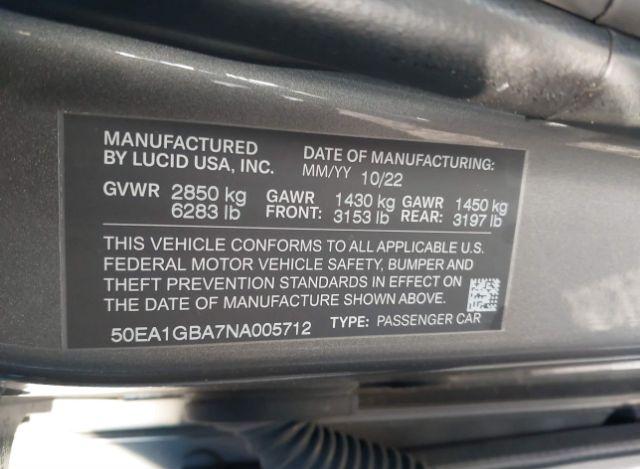 MANUFACTURED
BY LUCID USA, INC.
DATE OF MANUFACTURING:
MM/YY 10/22
GVWR 2850 kg GAWR 1430 kg GAWR 1450 kg
6283 lb FRONT: 3153 lb REAR: 3197 lb
THIS VEHICLE CONFORMS TO ALL APPLICABLE U.S.
FEDERAL MOTOR VEHICLE SAFETY, BUMPER AND
THEFT PREVENTION STANDARDS IN EFFECT ON
THE DATE OF MANUFACTURE SHOWN ABOVE.
50EA1GBA7NA005712 TYPE: PASSENGER CAR